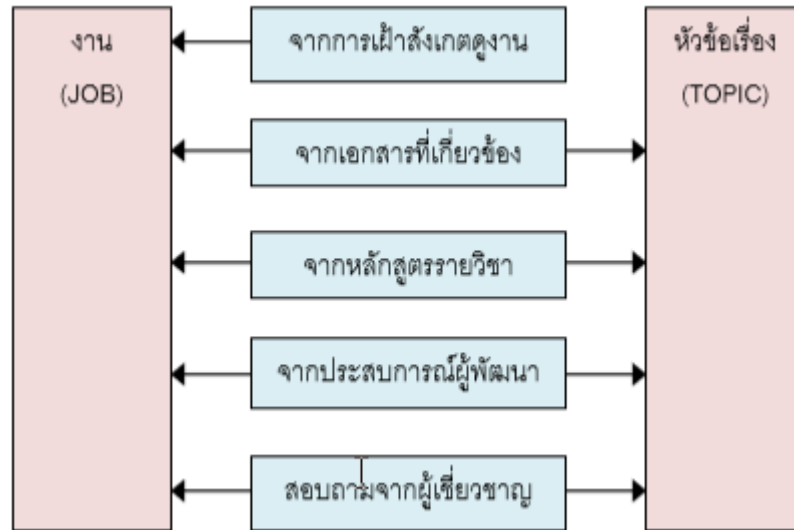 งาน
(JOB)
จากการเฝ้าสังเกตดูงาน
จากเอกสารที่เกี่ยวข้อง
จากหลักสูตรรายวิชา
จากประสบการณ์ผู้พัฒนา
สอบถามจากผู้เชี่ยวชาญ
หัวข้อเรื่อง
(TOPIC)